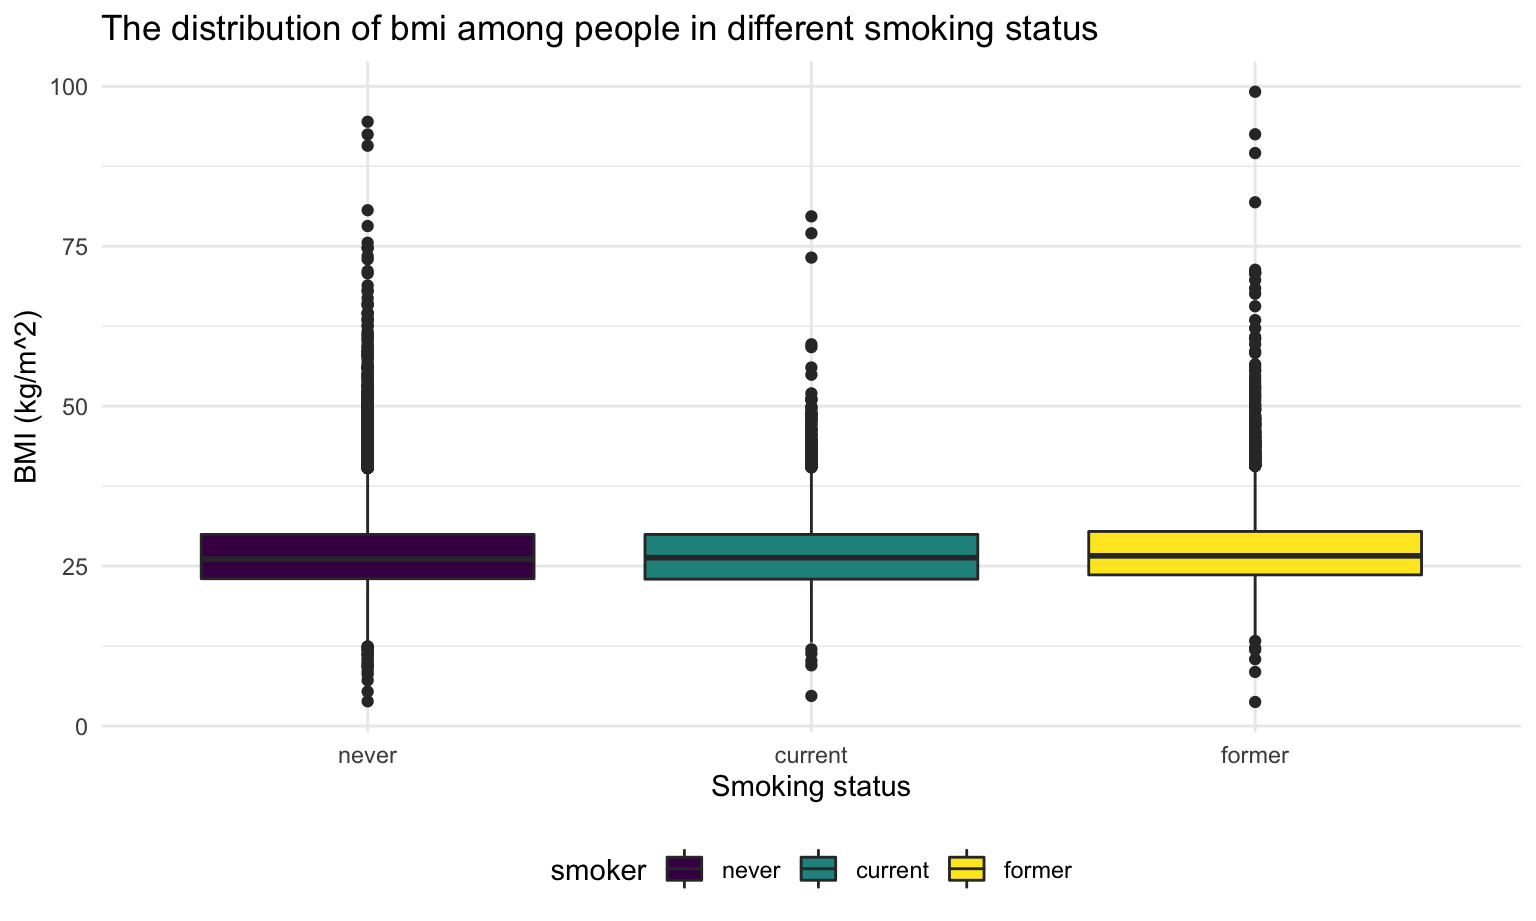 The distribution of bmi among people in different smoking status
BMI (kg/m^2)
100
75
50
25
0
never current former
Smoking status
smoker never current former